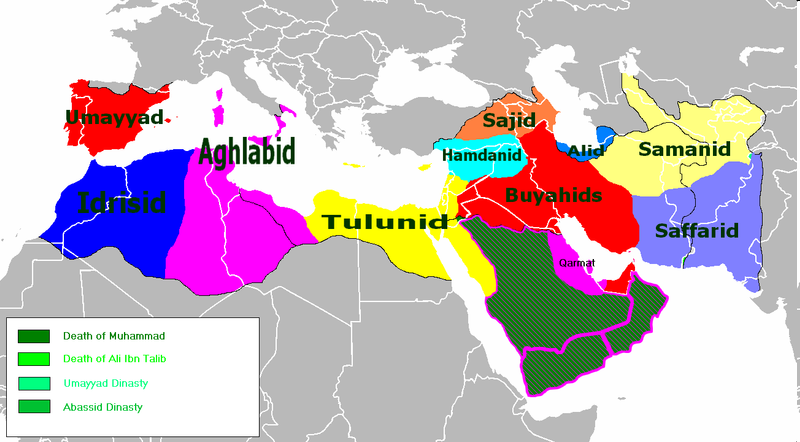 Umayyad
Sajid
Aghlabid
Hamdanid
Alid
Samanid
Idrisid
Buyahids
Tulunid
Saffarid
Qarmat
Death of Muhammad
Death of Ali Ibn Talib
Umayyad Dinasty
Abassid Dinasty